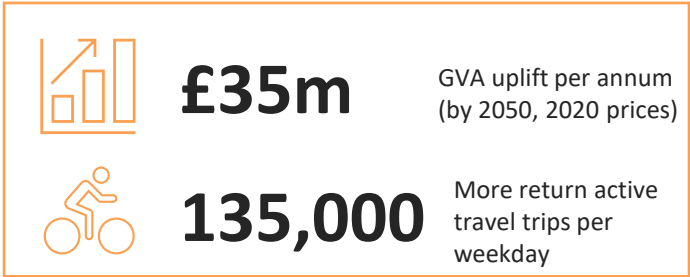 £35m
GVA uplift per annum
(by 2050, 2020 prices)
135,000
More return active
travel trips per
weekday